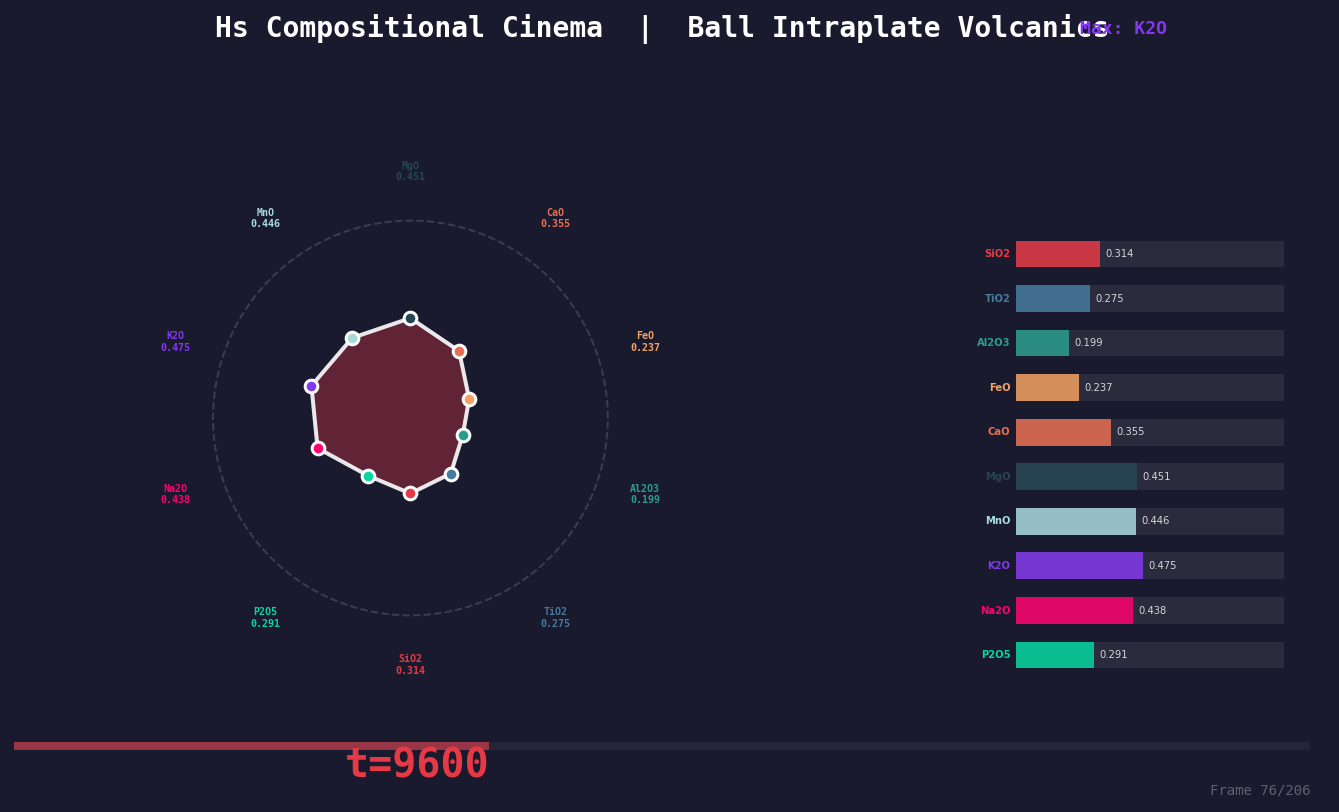 Hs Compositional Cinema  |  Ball Intraplate Volcanics
Max: K2O
MgO
0.451
MnO
0.446
CaO
0.355
K2O
0.475
FeO
0.237
Na2O
0.438
Al2O3
0.199
P2O5
0.291
TiO2
0.275
SiO2
0.314
SiO2 0.314
TiO2 0.275
Al2O3 0.199
FeO 0.237
CaO 0.355
MgO 0.451
MnO 0.446
K2O 0.475
Na2O 0.438
P2O5 0.291
t=9600
Frame 76/206